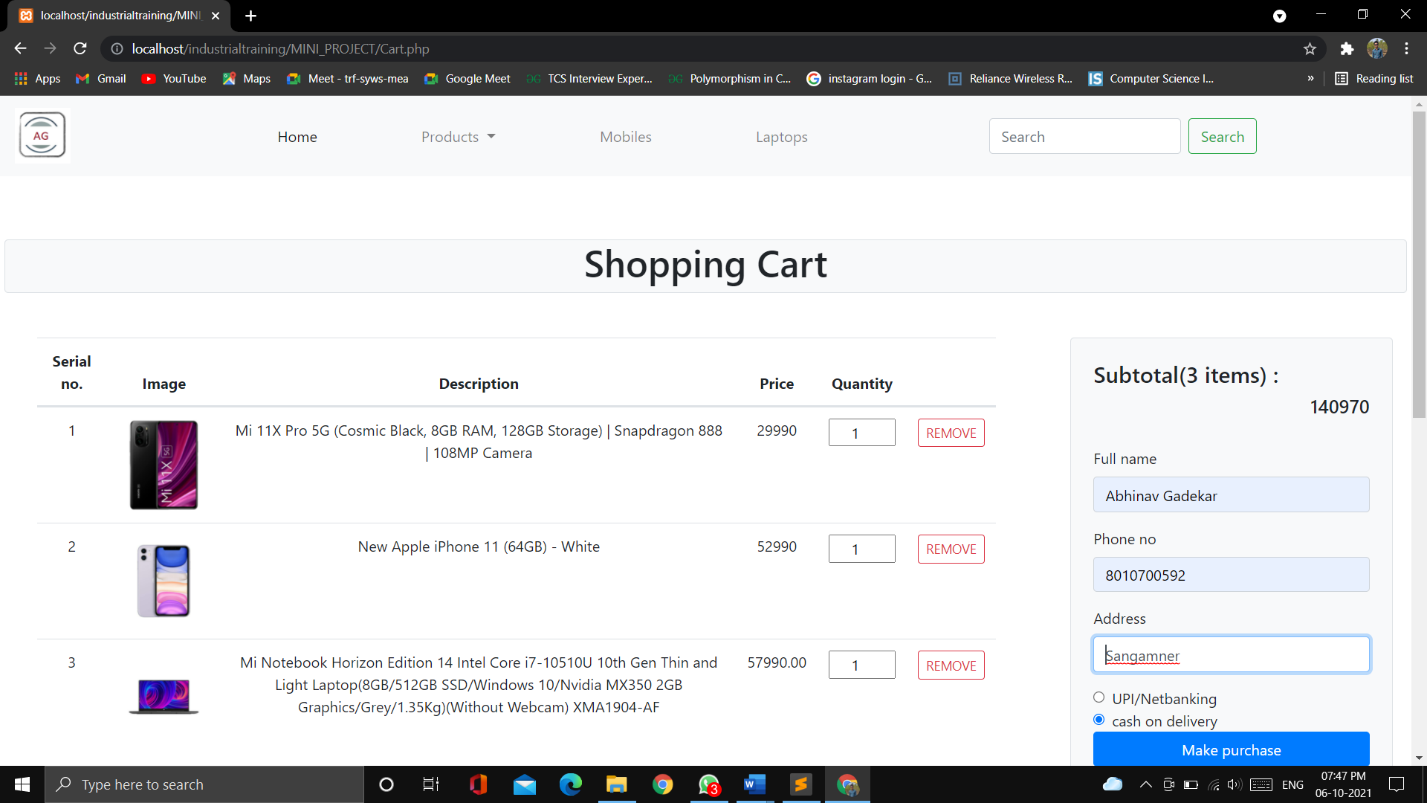 localhost/industrialtraining/MINI_
localhost/industrialtraining/MINI_PROJECT/Cart.php
Apps Gmail YouTube Maps Meet - trf-syws-mea Google Meet TCS Interview Exper... Polymorphism in C... instagram login - G... Reliance Wireless R... Computer Science I... » Reading list
AG Home Products Mobiles Laptops Search Search
Shopping Cart
Serial
no. Image Description Price Quantity
1 Mi 11X Pro 5G (Cosmic Black, 8GB RAM, 128GB Storage) | Snapdragon 888 29990 1 REMOVE
| 108MP Camera
Mi 11X
2 New Apple iPhone 11 (64GB) - White 52990 1 REMOVE
3 Mi Notebook Horizon Edition 14 Intel Core i7-10510U 10th Gen Thin and 57990.00 1 REMOVE
Light Laptop(8GB/512GB SSD/Windows 10/Nvidia MX350 2GB
Graphics/Grey/1.35Kg)(Without Webcam) XMA1904-AF
Subtotal(3 items) :
140970
Full name
Abhinav Gadekar
Phone no
8010700592
Address
Sangamner
UPI/Netbanking
cash on delivery
Make purchase
Type here to search 3 ENG 07:47 PM
06-10-2021